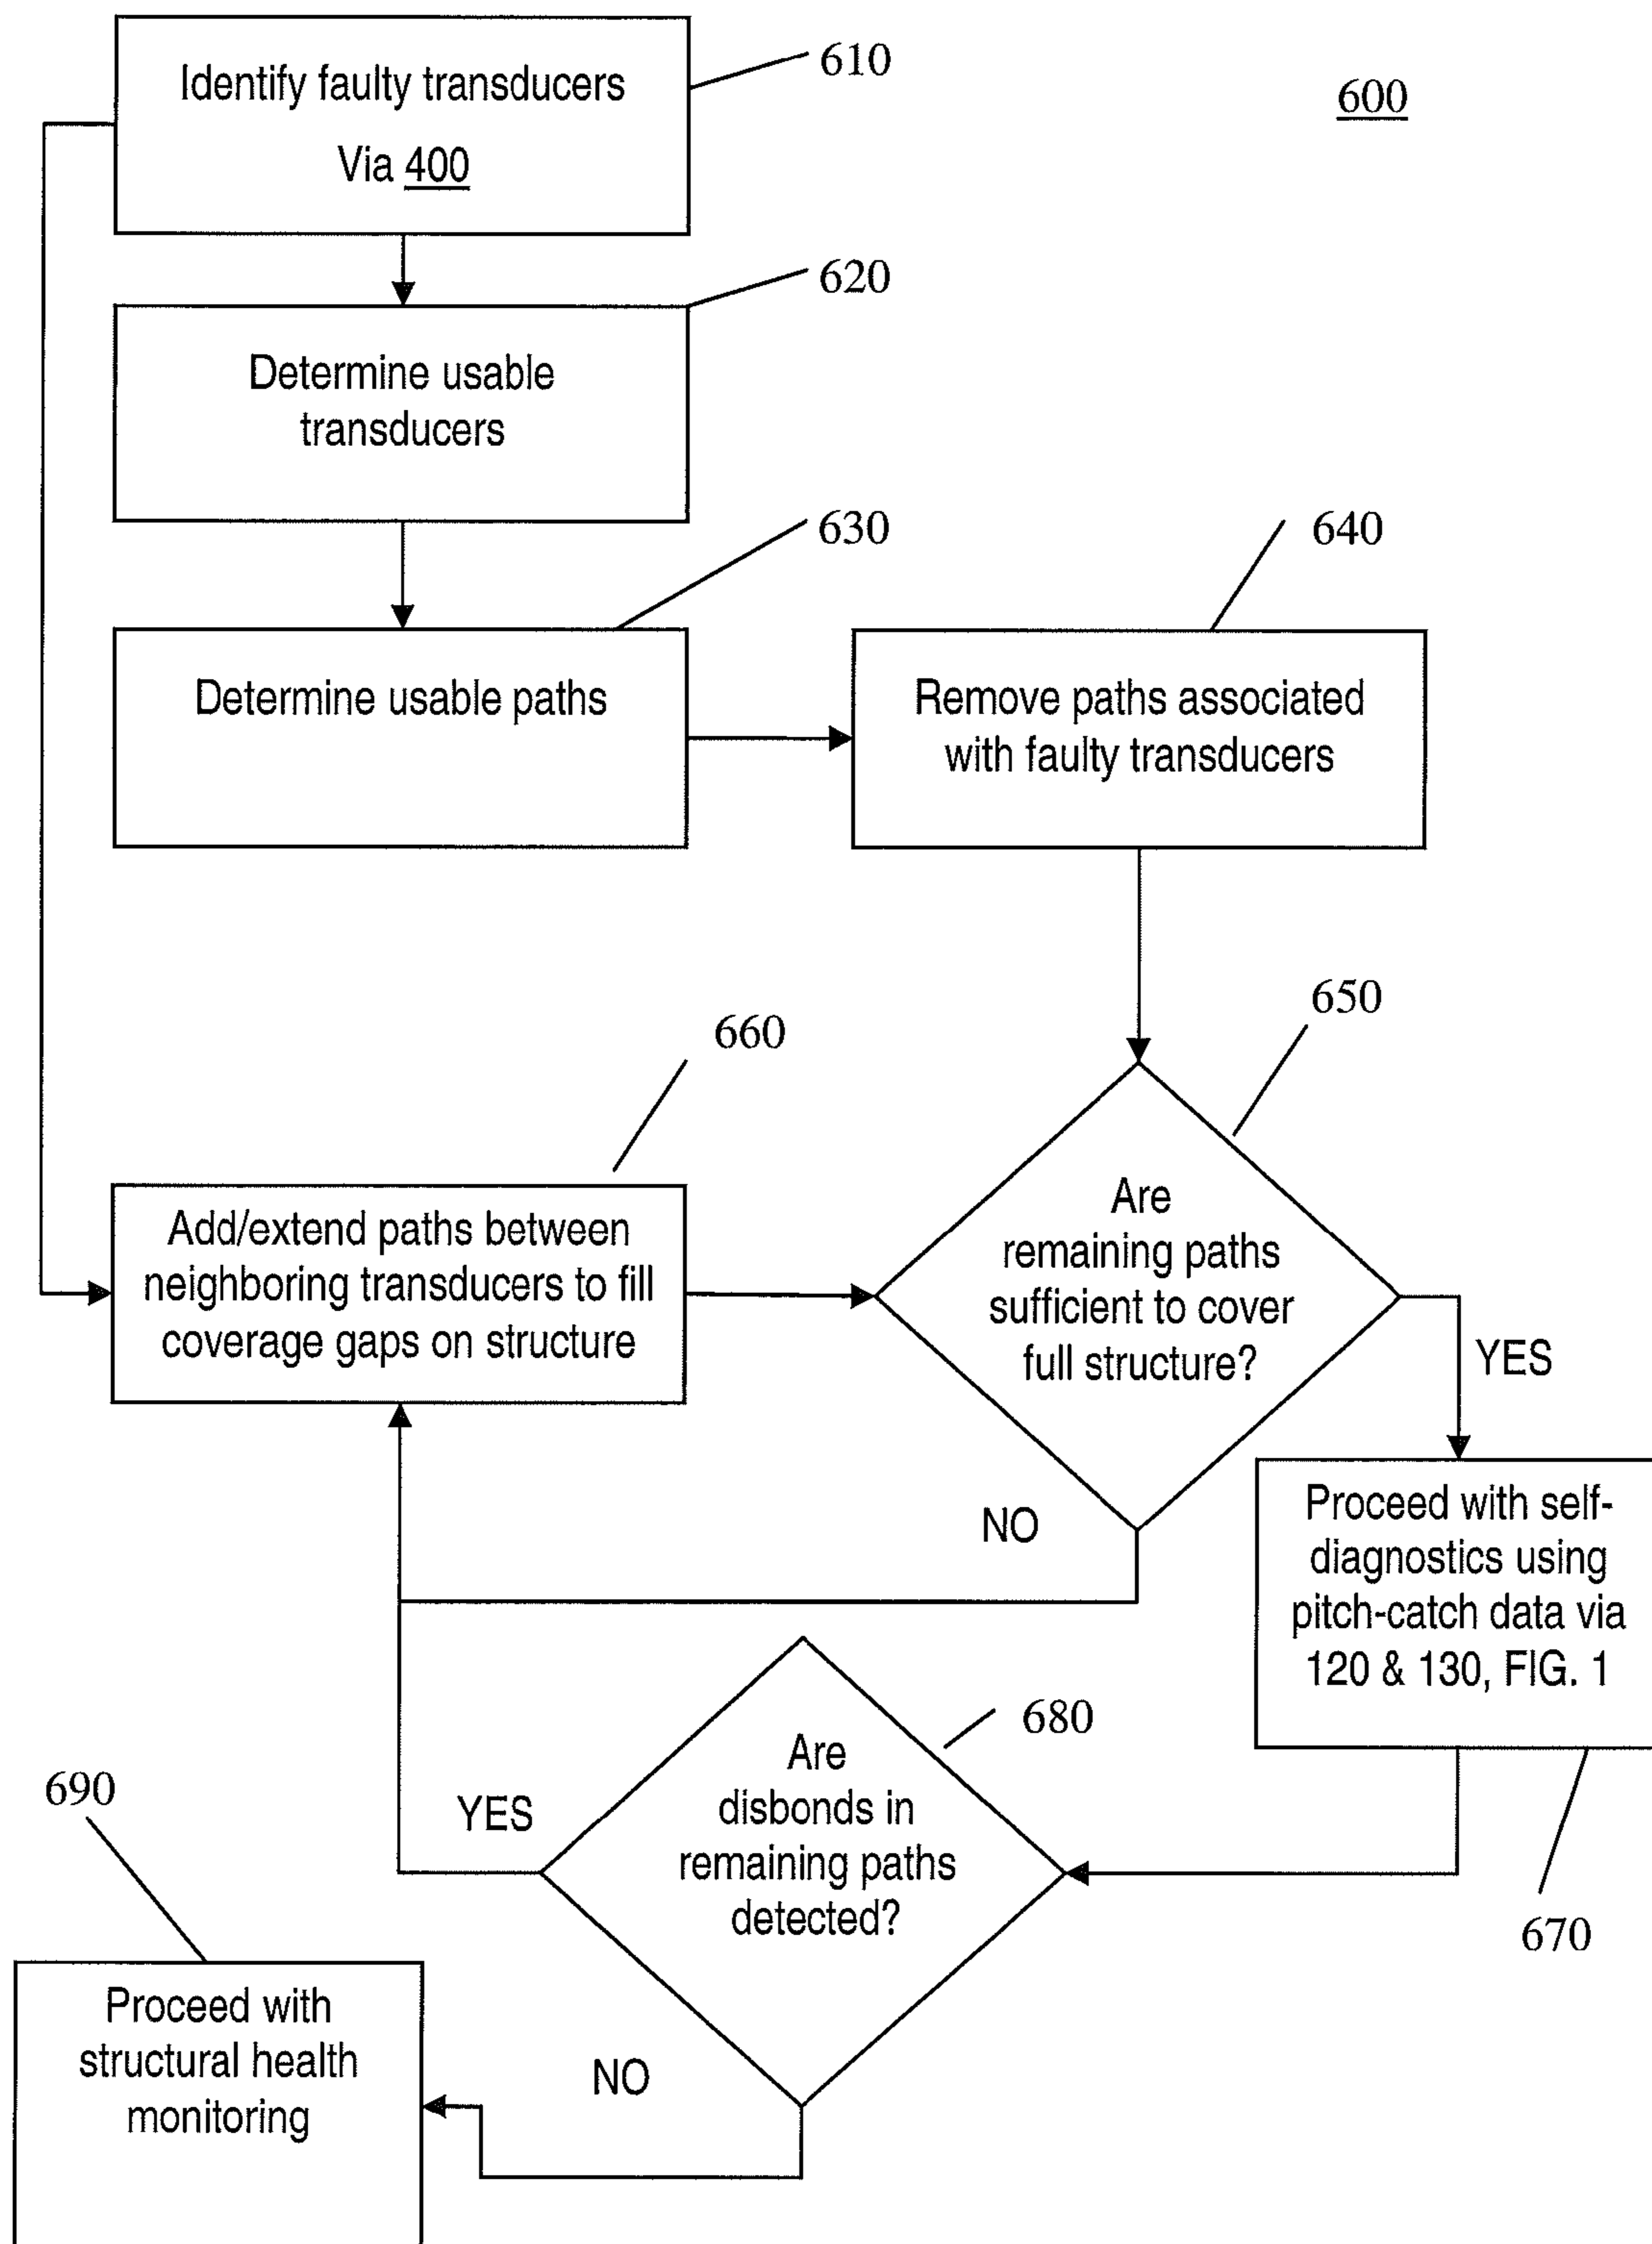 610
600
Identify faulty transducers
Via 400
620
Determine usable
transducers
630
640
Determine usable paths
Remove paths associated
with faulty transducers
650
660
Are
remaining paths
sufficient to cover
full structure?
Add/extend paths between
neighboring transducers to fill
coverage gaps on structure
YES
NO
Proceed with self-
diagnostics using
pitch-catch data via
120 & 130, FIG. 1
670
680
Are
disbonds in
remaining paths
detected?
YES
NO
690
Proceed with
structural health
monitoring